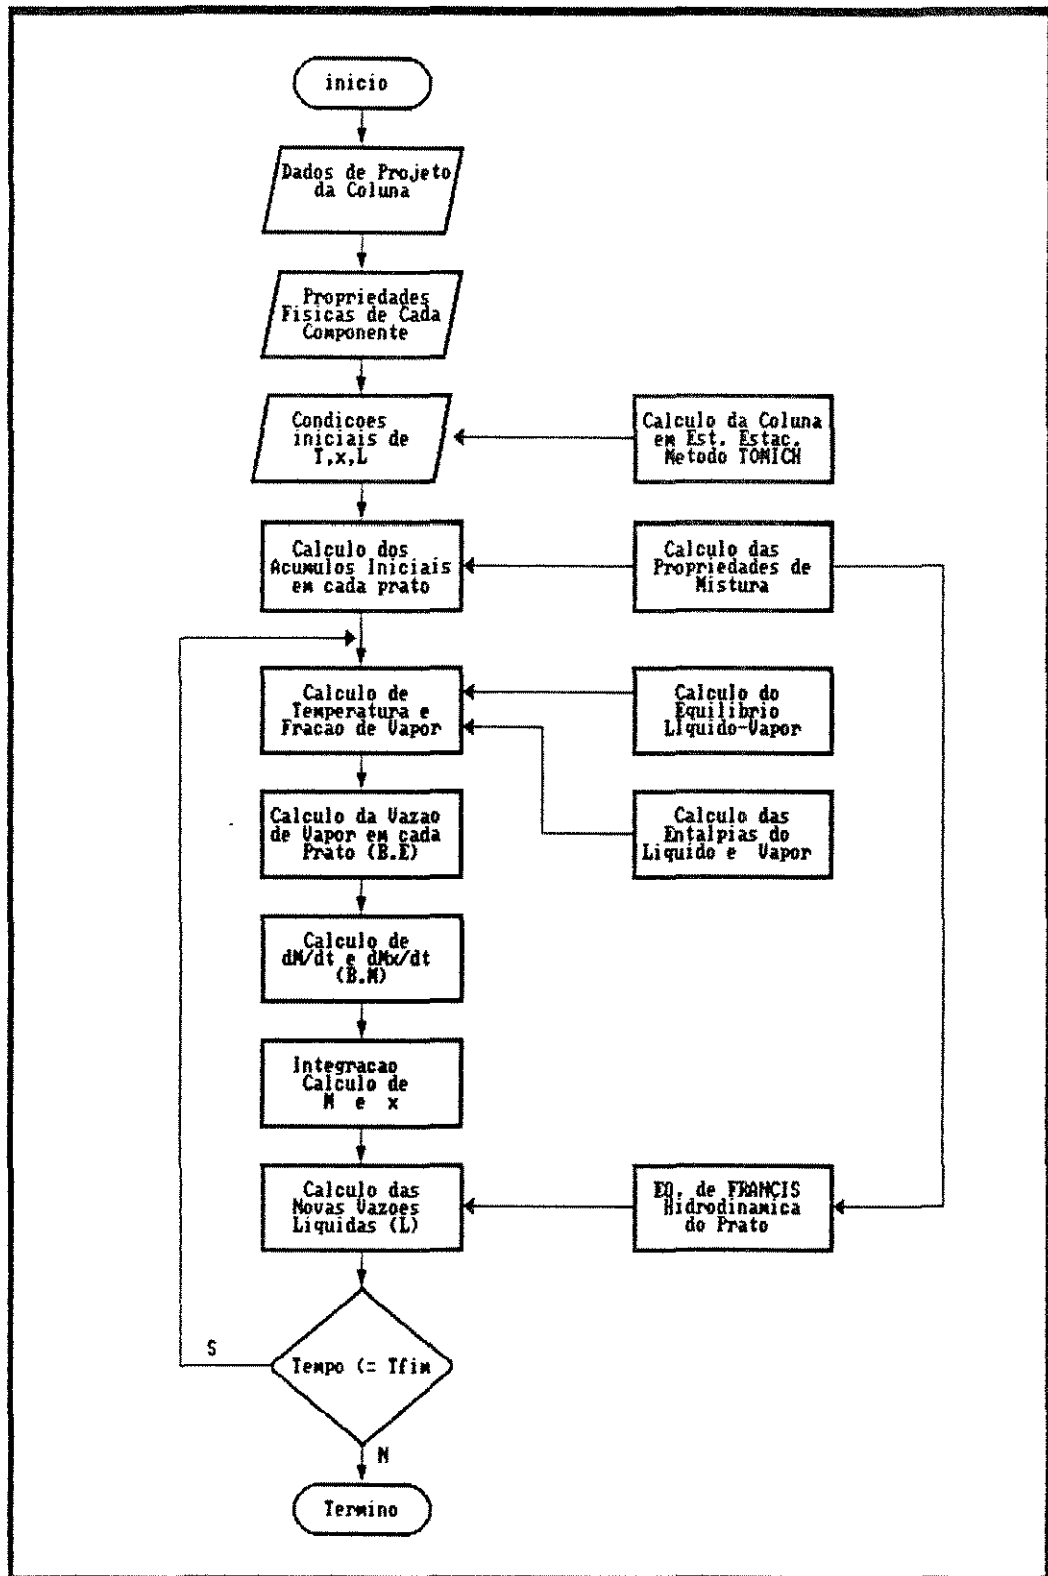 inicio
Dados de Projeto
da Coluna
Propriedades
Fisicas de Cada
Componente
Condicoes
iniciais de
T,x,L
Calculo da Coluna
em Est. Estac.
Metodo TOMICH
Calculo dos
Acumulos Iniciais
em cada prato
Calculo das
Propriedades de
Mistura
Calculo de
Temperatura e
Fracao de Vapor
Calculo do
Equilibrio
Liquido-Vapor
Calculo da Vazao
de Vapor em cada
Prato (B.E)
Calculo das
Entalpias do
Liquido e Vapor
Calculo de
dM/dt e dMx/dt
(B.M)
Integracao
Calculo de
M e x
Calculo das
Novas Vazoes
Liquidas (L)
EQ. de FRANCIS
Hidrodinamica
do Prato
S
Tempo (= Tfim
N
Termino